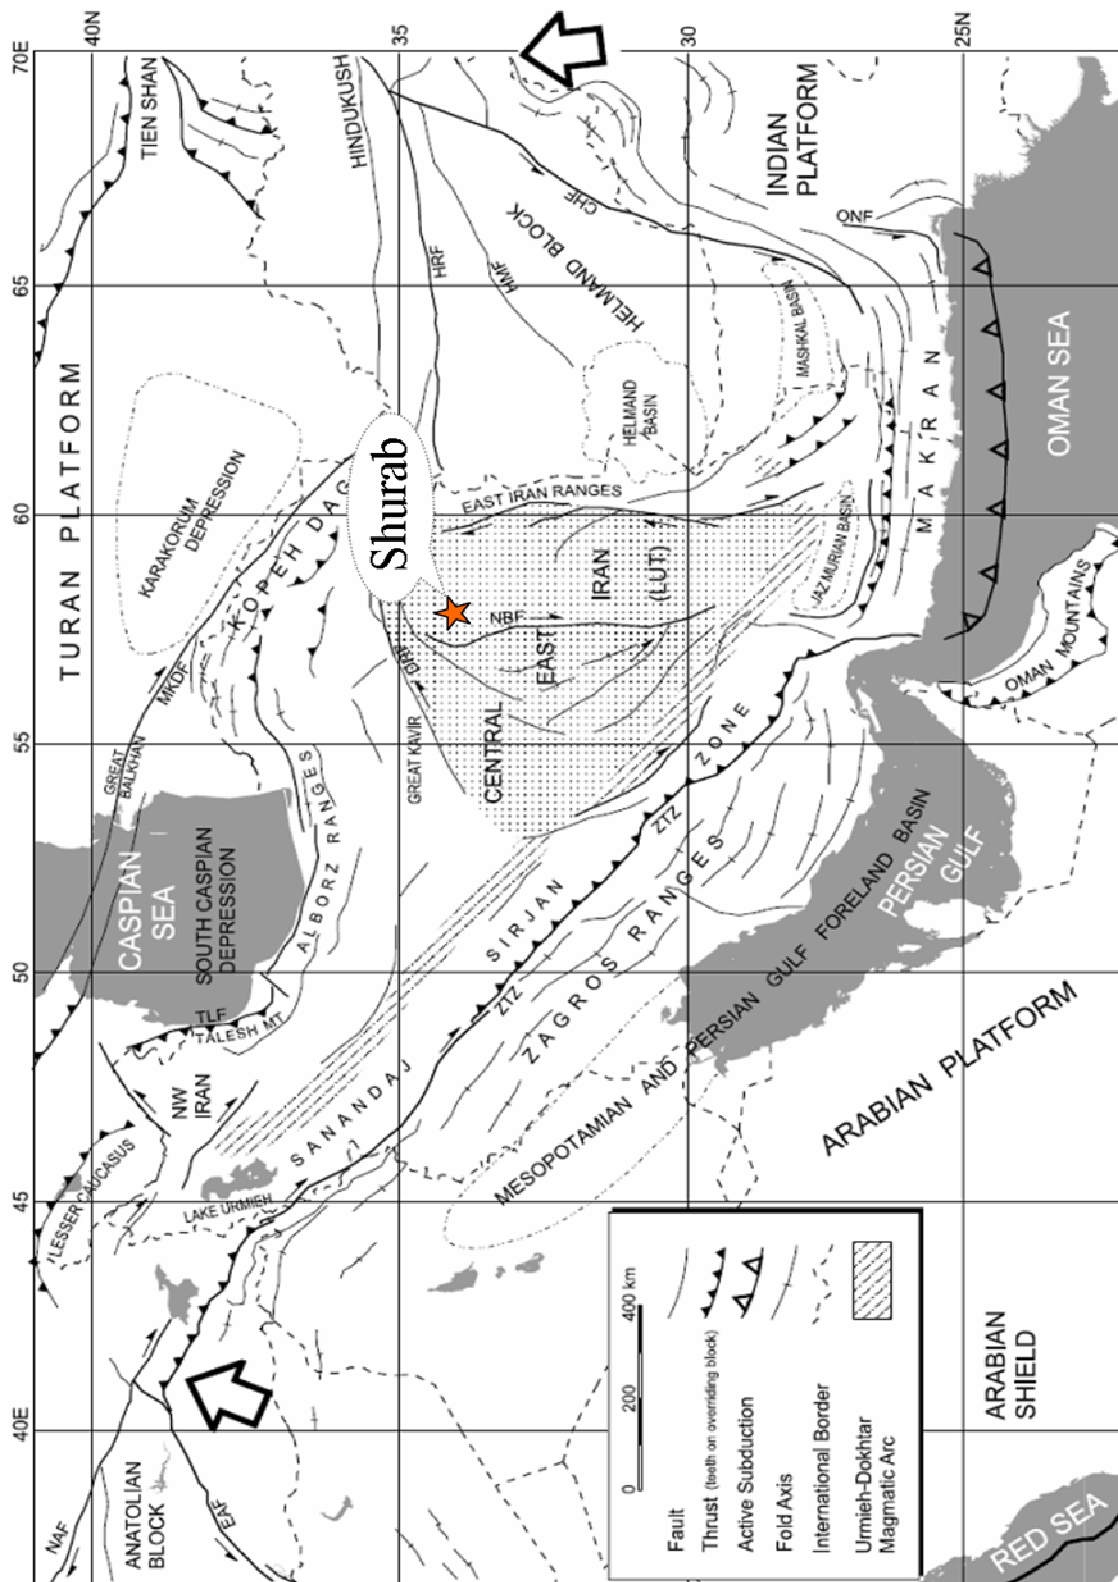 40N
35
30
25N
70E
65
60
55
50
45
40E
TIEN SHAN
HINDUKUSH
INDIAN
PLATFORM
CHF
ONF
HRF
HMF
HELMAND BLOCK
MASHKAL BASIN
HELMAND
BASIN
TURAN PLATFORM
KARAKORUM
DEPRESSION
KOPEH DAG
Shurab
EAST IRAN RANGES
MAKRAN
OMAN SEA
JAZ MURIAN BASIN
IRAN
(LUT)
NBF
EAST
CENTRAL
DRF
GREAT KAVIR
MKDF
GREAT
BALKHAN
OMAN MOUNTAINS
CASPIAN
SEA
SOUTH CASPIAN
DEPRESSION
ALBORZ RANGES
TLF
TALESH MT.
NW
IRAN
SANANDAJ
SIRJAN
ZONE
ZTZ
ZTZ
ZAGROS RANGES
MESOPOTAMIAN AND PERSIAN GULF FORELAND BASIN
PERSIAN
GULF
ARABIAN PLATFORM
LESSER CAUCASUS
LAKE URMIEH
NAF
ANATOLIAN
BLOCK
EAF
ARABIAN
SHIELD
RED SEA
0 200 400 km
Fault
Thrust (teeth on overriding block)
Active Subduction
Fold Axis
International Border
Urmieh-Dokhtar
Magmatic Arc